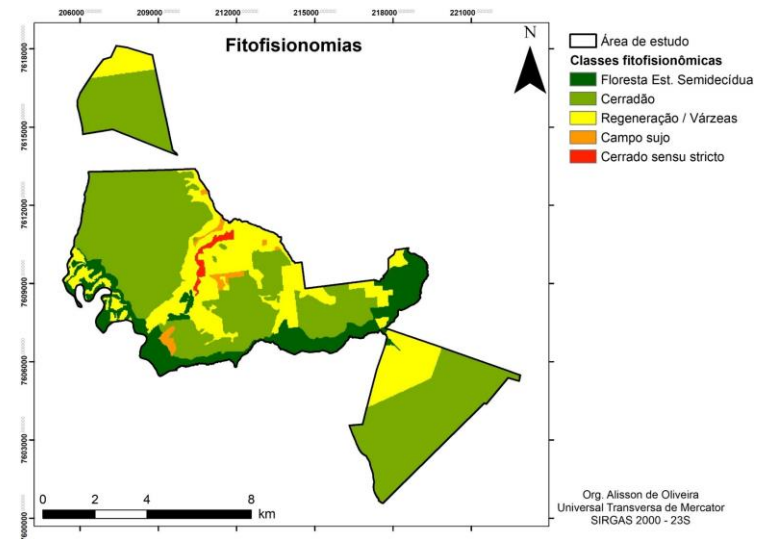 206000 209000 212000 215000 218000 221000
Fitofisionomias
N
7618000
7615000
7612000
7609000
7606000
7603000
7600000
0 2 4 8
km
Área de estudo
Classes fitofisionômicas
Floresta Est. Semidecídua
Cerradão
Regeneração / Várzeas
Campo sujo
Cerrado sensu stricto
Org. Alisson de Oliveira
Universal Transversa de Mercator
SIRGAS 2000 - 23S